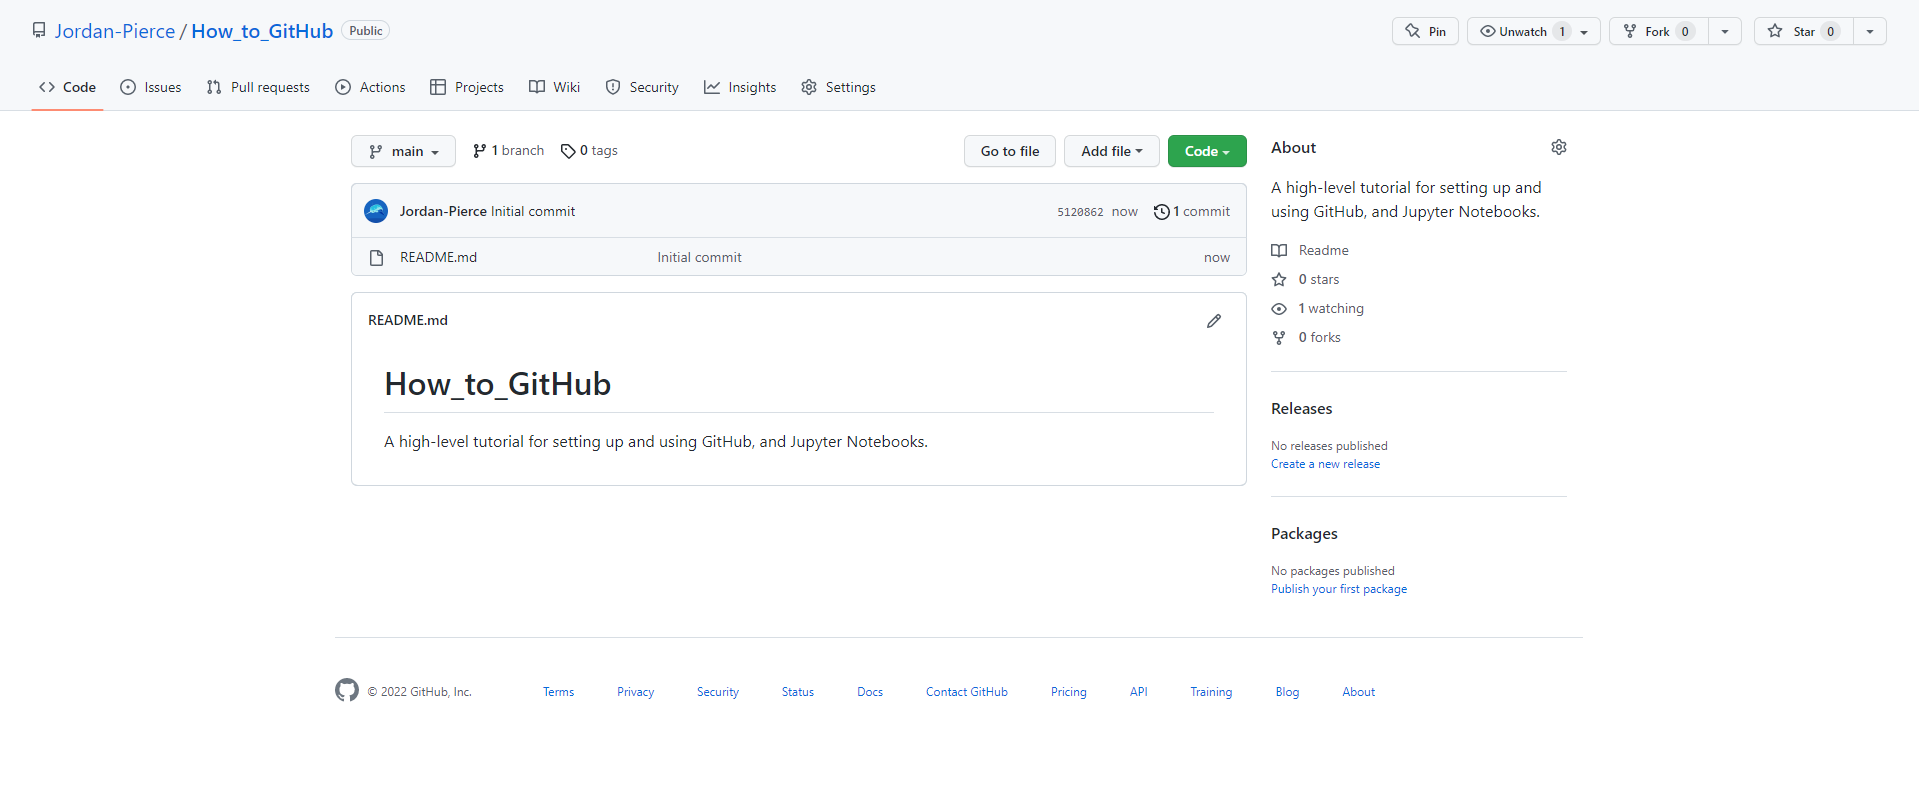 Jordan-Pierce / How_to_GitHub Public
Pin
Unwatch 1
Fork 0
Star 0
Code Issues Pull requests Actions Projects Wiki Security Insights Settings
main 1 branch 0 tags Go to file Add file Code
Jordan-Pierce Initial commit 5120862 now 1 commit
README.md Initial commit now
README.md
How_to_GitHub
A high-level tutorial for setting up and using GitHub, and Jupyter Notebooks.
About
A high-level tutorial for setting up and
using GitHub, and Jupyter Notebooks.
Readme
0 stars
1 watching
0 forks
Releases
No releases published
Create a new release
Packages
No packages published
Publish your first package
© 2022 GitHub, Inc. Terms Privacy Security Status Docs Contact GitHub Pricing API Training Blog About